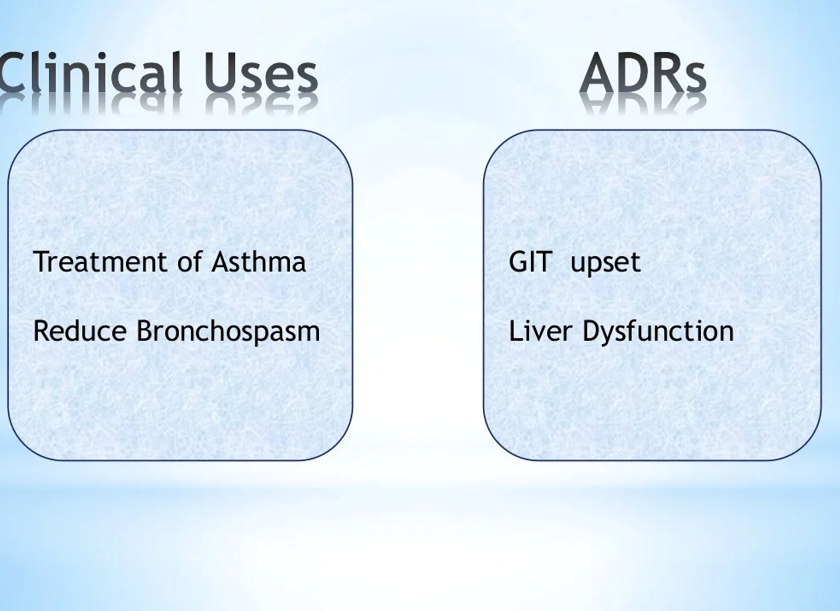 Clinical Uses
ADRs
Treatment of Asthma
Reduce Bronchospasm
GIT upset
Liver Dysfunction